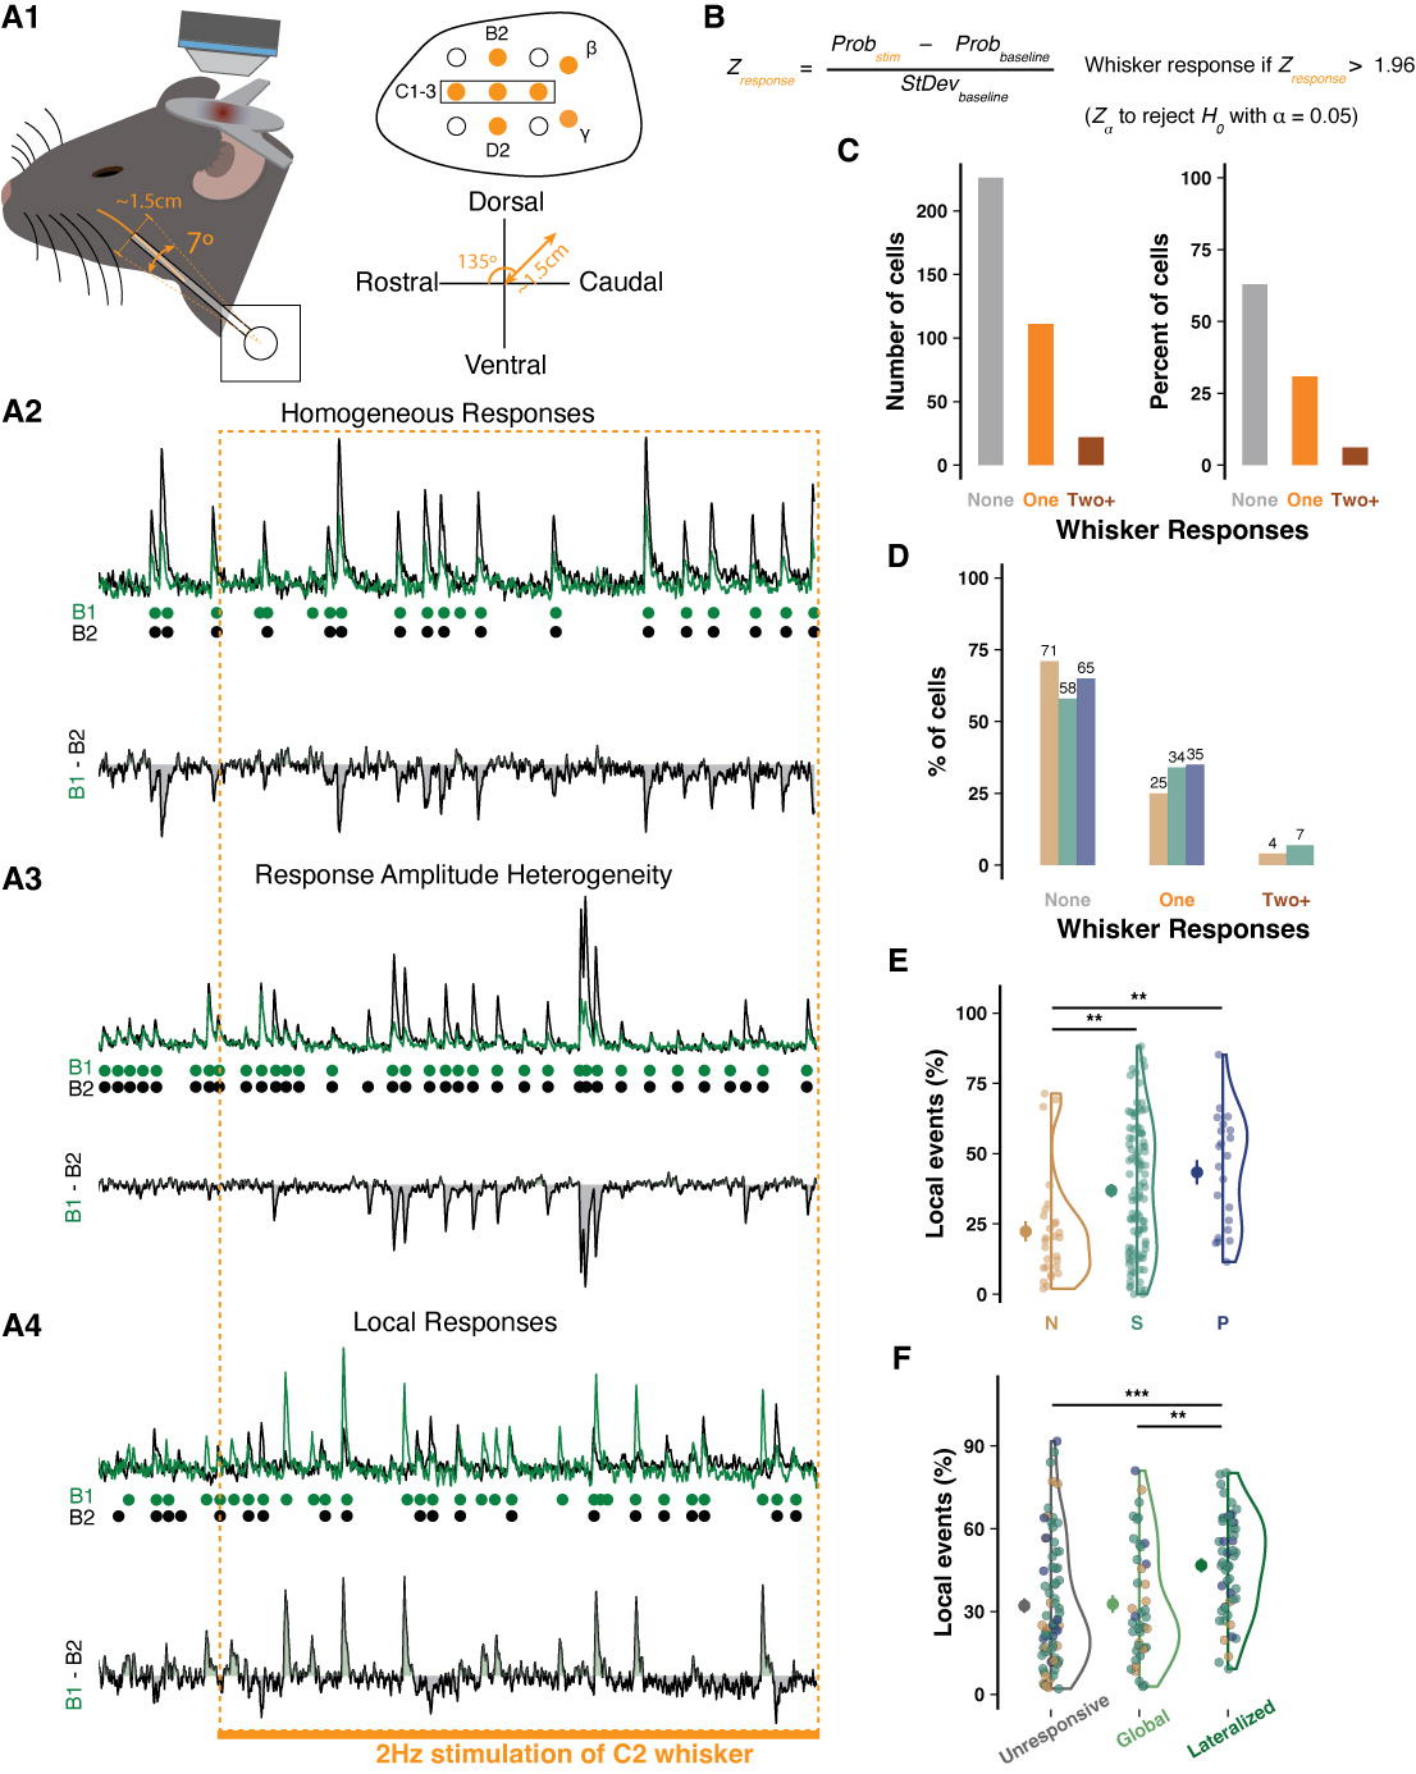 A1
~1.5cm
7°
B2
β
C1-3
D2
γ
Dorsal
135°
~1.5cm
Rostral
Caudal
Ventral
B
Z response = Prob stim – Prob baseline
StDev baseline
Whisker response if Z response > 1.96
(Zα to reject H0 with α = 0.05)
C
Number of cells
200
150
100
50
0
None One Two+
Percent of cells
100
75
50
25
0
None One Two+
Whisker Responses
A2
Homogeneous Responses
B1
B2
B1 - B2
D
% of cells
100
75
50
25
0
71
58
65
25
34
35
4
7
None
One
Two+
Whisker Responses
A3
Response Amplitude Heterogeneity
B1
B2
B1 - B2
E
Local events (%)
100
75
50
25
0
**
**
N
S
P
A4
Local Responses
B1
B2
B1 - B2
2Hz stimulation of C2 whisker
F
Local events (%)
90
60
30
0
***
**
Unresponsive
Global
Lateralized